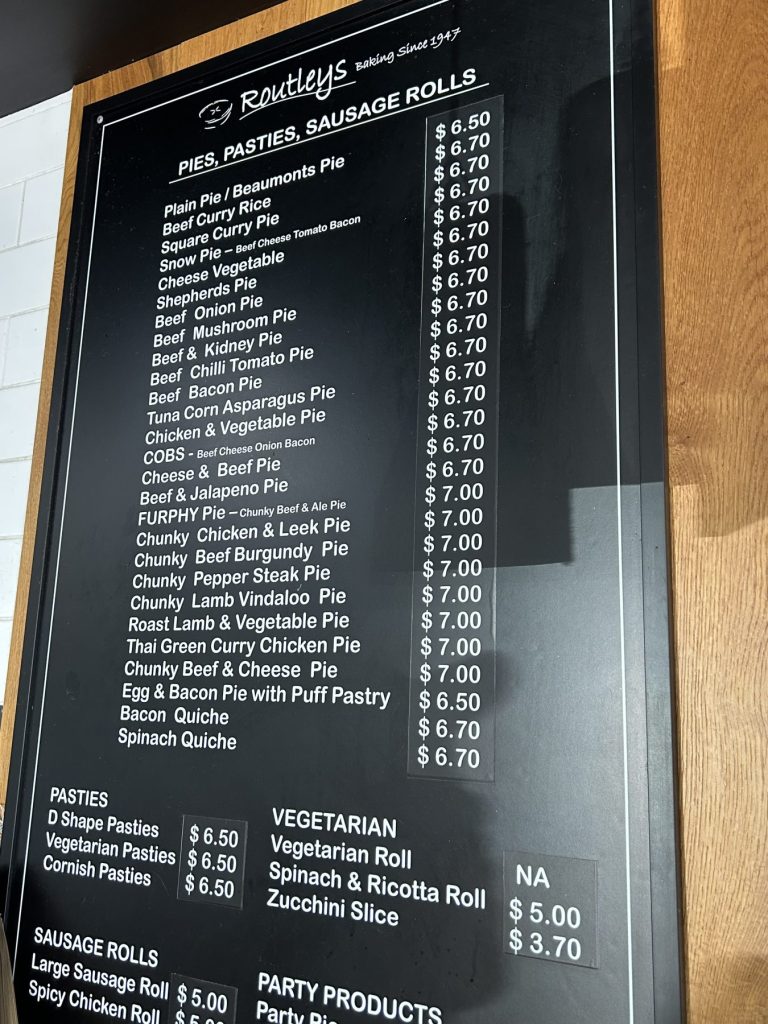 Routleys Baking Since 1947
PIES, PASTIES, SAUSAGE ROLLS
Plain Pie / Beaumonts Pie $ 6.50
Beef Curry Rice $ 6.70
Square Curry Pie $ 6.70
Snow Pie – Beef Cheese Tomato Bacon $ 6.70
Cheese Vegetable $ 6.70
Shepherds Pie $ 6.70
Beef Onion Pie $ 6.70
Beef Mushroom Pie $ 6.70
Beef & Kidney Pie $ 6.70
Beef Chilli Tomato Pie $ 6.70
Beef Bacon Pie $ 6.70
Tuna Corn Asparagus Pie $ 6.70
Chicken & Vegetable Pie $ 6.70
COBS - Beef Cheese Onion Bacon $ 6.70
Cheese & Beef Pie $ 6.70
Beef & Jalapeno Pie $ 6.70
FURPHY Pie – Chunky Beef & Ale Pie $ 7.00
Chunky Chicken & Leek Pie $ 7.00
Chunky Beef Burgundy Pie $ 7.00
Chunky Pepper Steak Pie $ 7.00
Chunky Lamb Vindaloo Pie $ 7.00
Roast Lamb & Vegetable Pie $ 7.00
Thai Green Curry Chicken Pie $ 7.00
Chunky Beef & Cheese Pie $ 7.00
Egg & Bacon Pie with Puff Pastry $ 6.50
Bacon Quiche $ 6.70
Spinach Quiche $ 6.70
PASTIES
D Shape Pasties $ 6.50
Vegetarian Pasties $ 6.50
Cornish Pasties $ 6.50
VEGETARIAN
Vegetarian Roll NA
Spinach & Ricotta Roll $ 5.00
Zucchini Slice $ 3.70
SAUSAGE ROLLS
Large Sausage Roll $ 5.00
Spicy Chicken Roll
PARTY PRODUCTS
Party